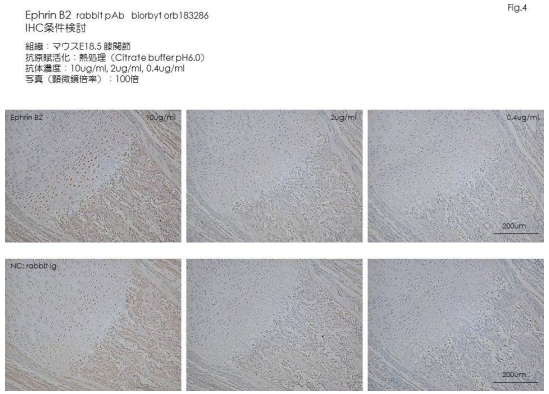 Fig.4
Ephrin B2 rabbit pAb biorbyt orb183286
IHC条件検討
組織：マウスE18.5 膝関節
抗原賦活化：熱処理（Citrate buffer pH6.0）
抗体濃度：10ug/ml, 2ug/ml, 0.4ug/ml
写真（顕微鏡倍率）：100倍
Ephrin B2 10ug/ml 2ug/ml 0.4ug/ml
200um
NC: rabbit-Ig
200um